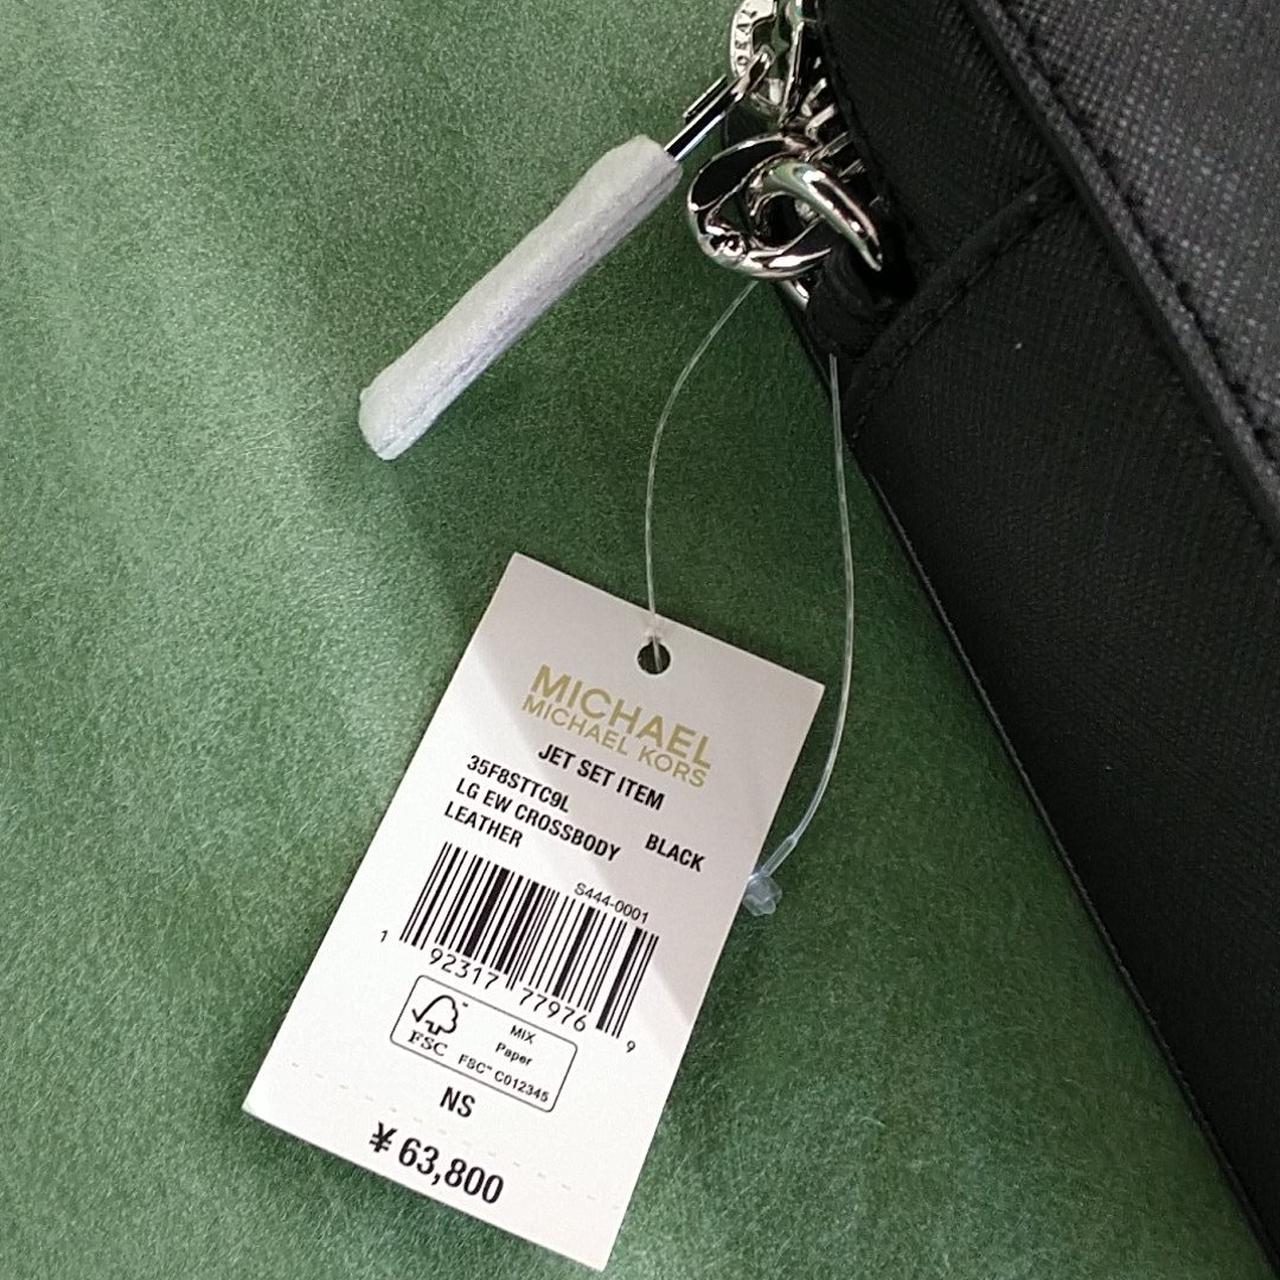 MICHAEL
MICHAEL KORS
JET SET ITEM
35F8STTC9L
LG EW CROSSBODY BLACK
LEATHER
S444-0001
1 92317 77976 9
FSC
MIX
Paper
FSC™ C012345
NS
¥ 63,800